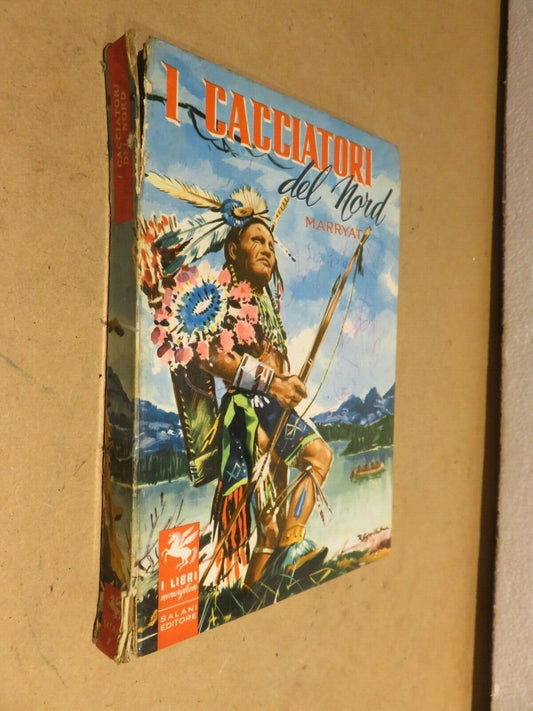 I CACCIATORI
del Nord
MARRYAT
I LIBRI
meravigliosi
SALANI
EDITORE
I CACCIATORI
DEL NORD